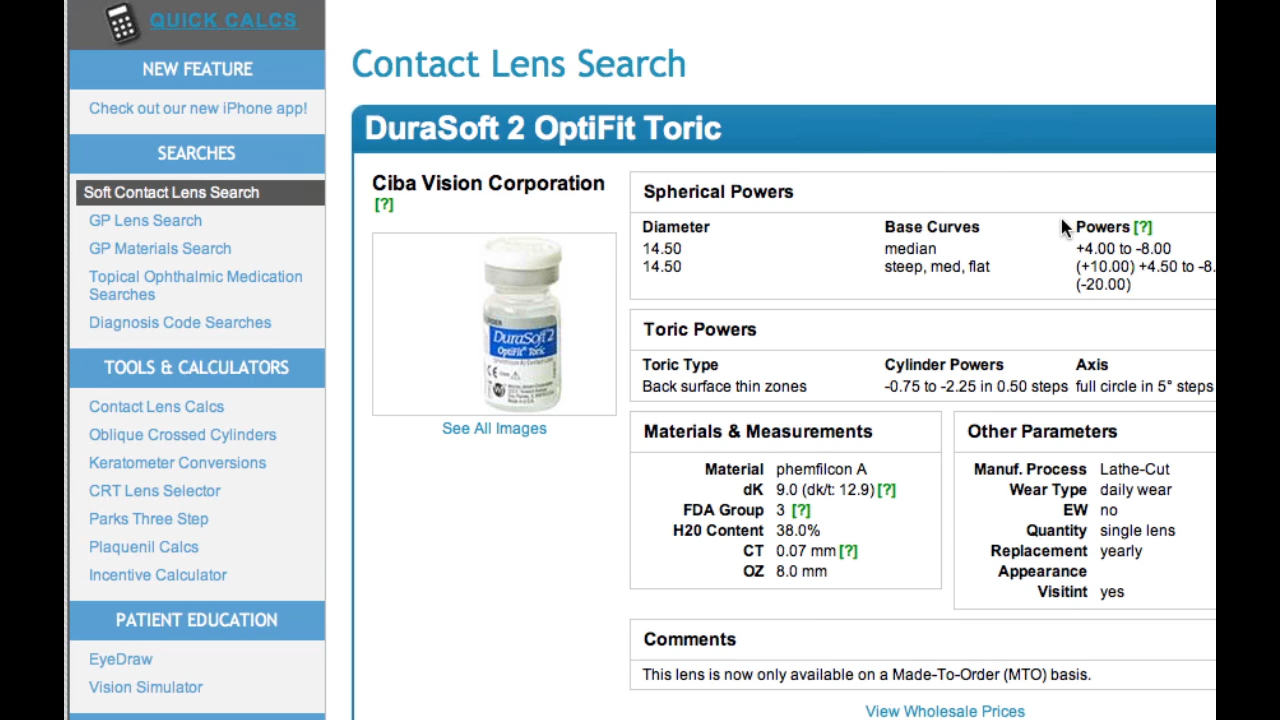 QUICK CALCS
NEW FEATURE
Check out our new iPhone app!
SEARCHES
Soft Contact Lens Search
GP Lens Search
GP Materials Search
Topical Ophthalmic Medication
Searches
Diagnosis Code Searches
TOOLS & CALCULATORS
Contact Lens Calcs
Oblique Crossed Cylinders
Keratometer Conversions
CRT Lens Selector
Parks Three Step
Plaquenil Calcs
Incentive Calculator
PATIENT EDUCATION
EyeDraw
Vision Simulator
Contact Lens Search
DuraSoft 2 OptiFit Toric
Ciba Vision Corporation
[?]
DuraSoft 2
OptiFit Toric
See All Images
Spherical Powers
Diameter Base Curves Powers [?]
14.50 median +4.00 to -8.00
14.50 steep, med, flat (+10.00) +4.50 to -8.
(-20.00)
Toric Powers
Toric Type Cylinder Powers Axis
Back surface thin zones -0.75 to -2.25 in 0.50 steps full circle in 5° steps
Materials & Measurements
Material phemfilcon A
dK 9.0 (dk/t: 12.9) [?]
FDA Group 3 [?]
H20 Content 38.0%
CT 0.07 mm [?]
OZ 8.0 mm
Other Parameters
Manuf. Process Lathe-Cut
Wear Type daily wear
EW no
Quantity single lens
Replacement yearly
Appearance
Visitint yes
Comments
This lens is now only available on a Made-To-Order (MTO) basis.
View Wholesale Prices